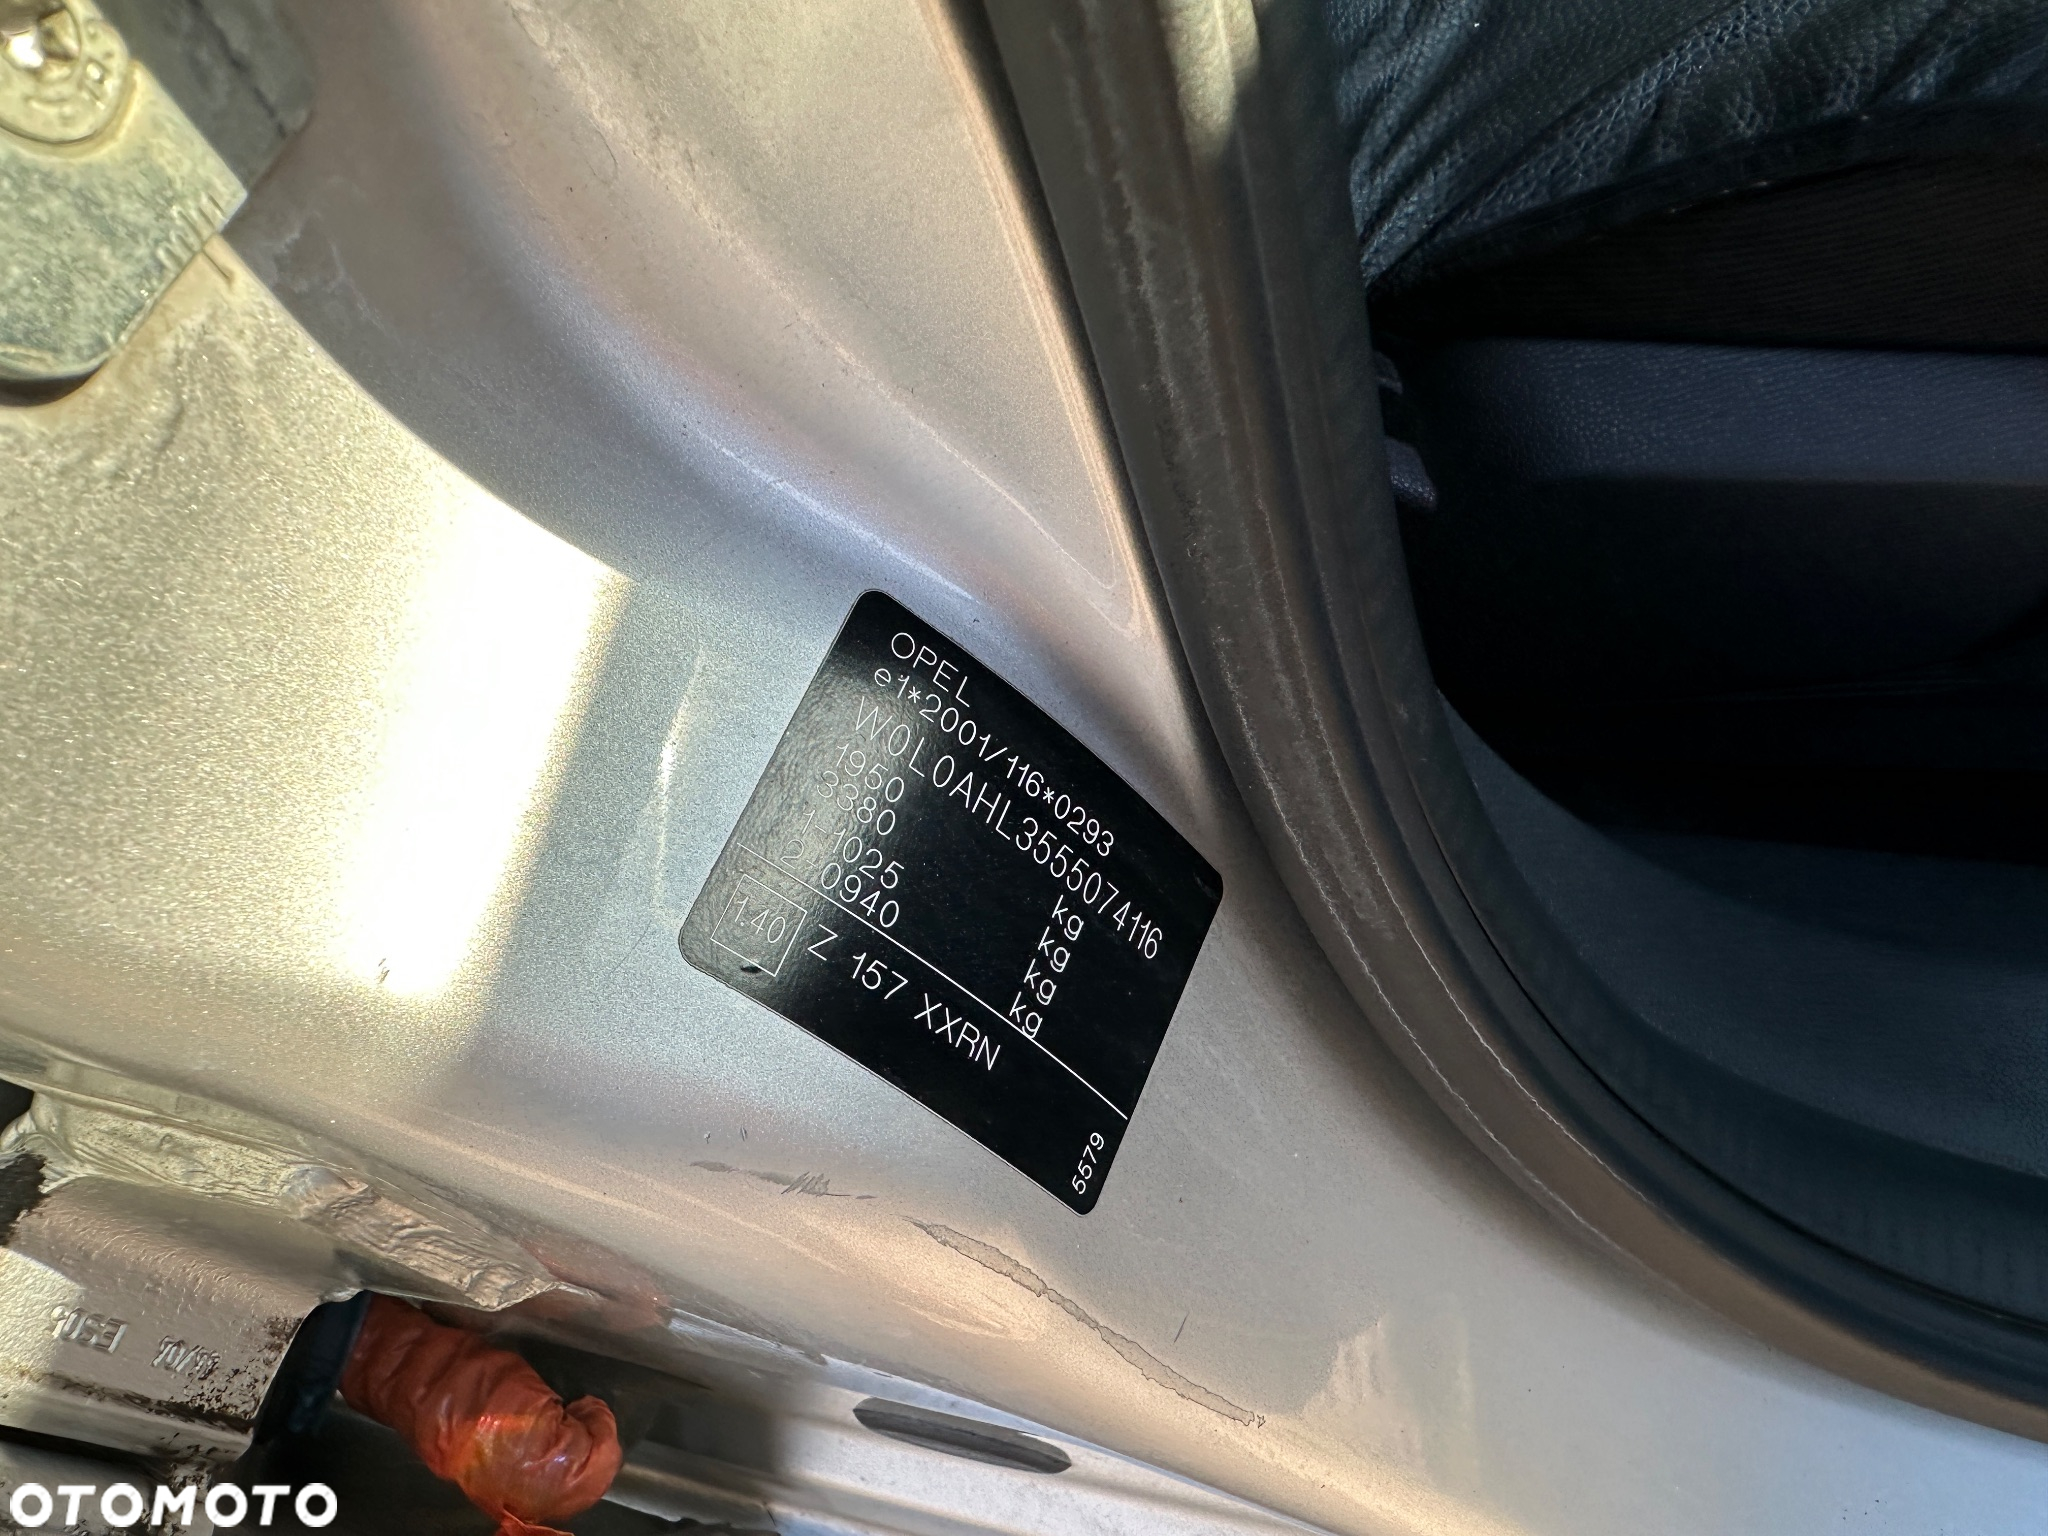 OPEL
e1*2001/116*0293
W0L0AHL3555074116
1950 kg
3380 kg
1-1025 kg
2-0940 kg
1.40 Z 157 XXRN
5579
OTOMOTO